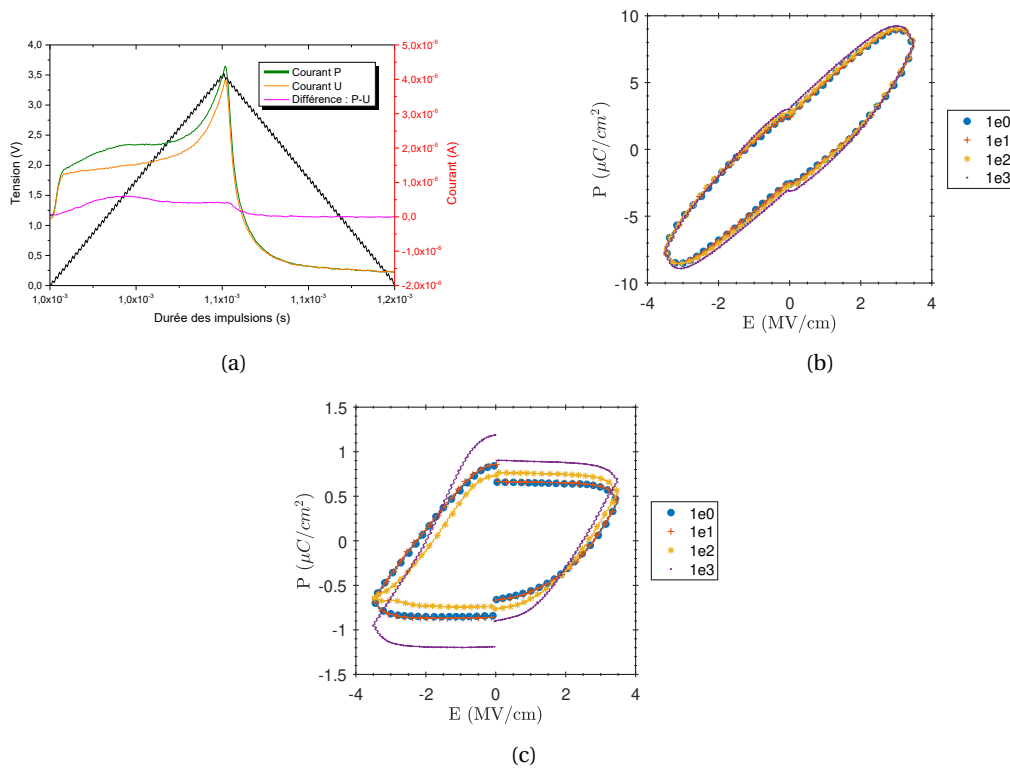 4,0
3,5
3,0
2,5
2,0
1,5
1,0
0,5
0,0
Tension (V)
Courant P
Courant U
Différence : P-U
5,0x10⁻⁶
4,0x10⁻⁶
3,0x10⁻⁶
2,0x10⁻⁶
1,0x10⁻⁶
0,0
-1,0x10⁻⁶
-2,0x10⁻⁶
Courant (A)
1,0x10⁻³ 1,0x10⁻³ 1,1x10⁻³ 1,1x10⁻³ 1,2x10⁻³
Durée des impulsions (s)
(a)
10
5
0
-5
-10
P (μC/cm²)
-4 -2 0 2 4
E (MV/cm)
1e0
1e1
1e2
1e3
(b)
1.5
1
0.5
0
-0.5
-1
-1.5
P (μC/cm²)
-4 -2 0 2 4
E (MV/cm)
1e0
1e1
1e2
1e3
(c)